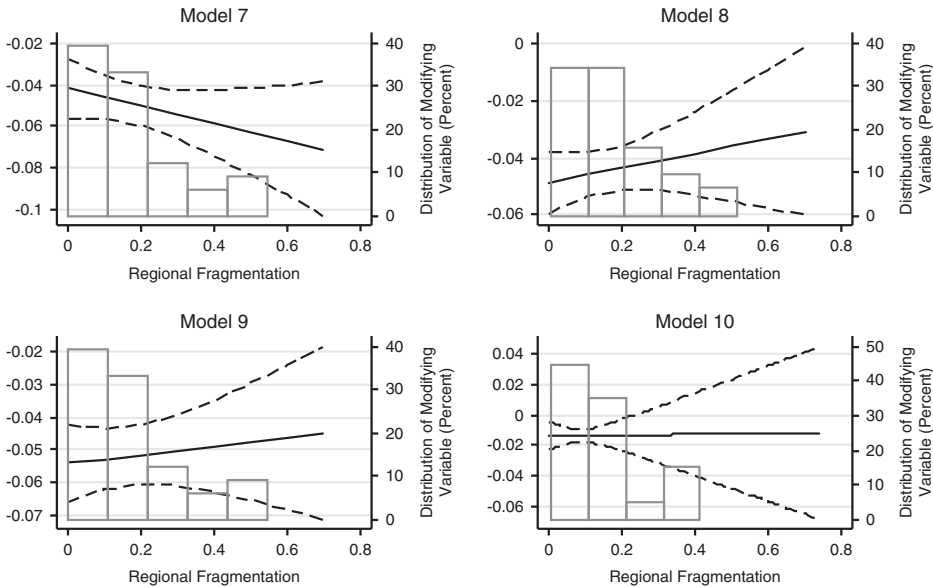 Model 7
-0.02
-0.04
-0.06
-0.08
-0.1
40
30
20
10
0
Distribution of Modifying
Variable (Percent)
0 0.2 0.4 0.6 0.8
Regional Fragmentation
Model 8
0
-0.02
-0.04
-0.06
40
30
20
10
0
Distribution of Modifying
Variable (Percent)
0 0.2 0.4 0.6 0.8
Regional Fragmentation
Model 9
-0.02
-0.03
-0.04
-0.05
-0.06
-0.07
40
30
20
10
0
Distribution of Modifying
Variable (Percent)
0 0.2 0.4 0.6 0.8
Regional Fragmentation
Model 10
0.04
0.02
0
-0.02
-0.04
-0.06
50
40
30
20
10
0
Distribution of Modifying
Variable (Percent)
0 0.2 0.4 0.6 0.8
Regional Fragmentation